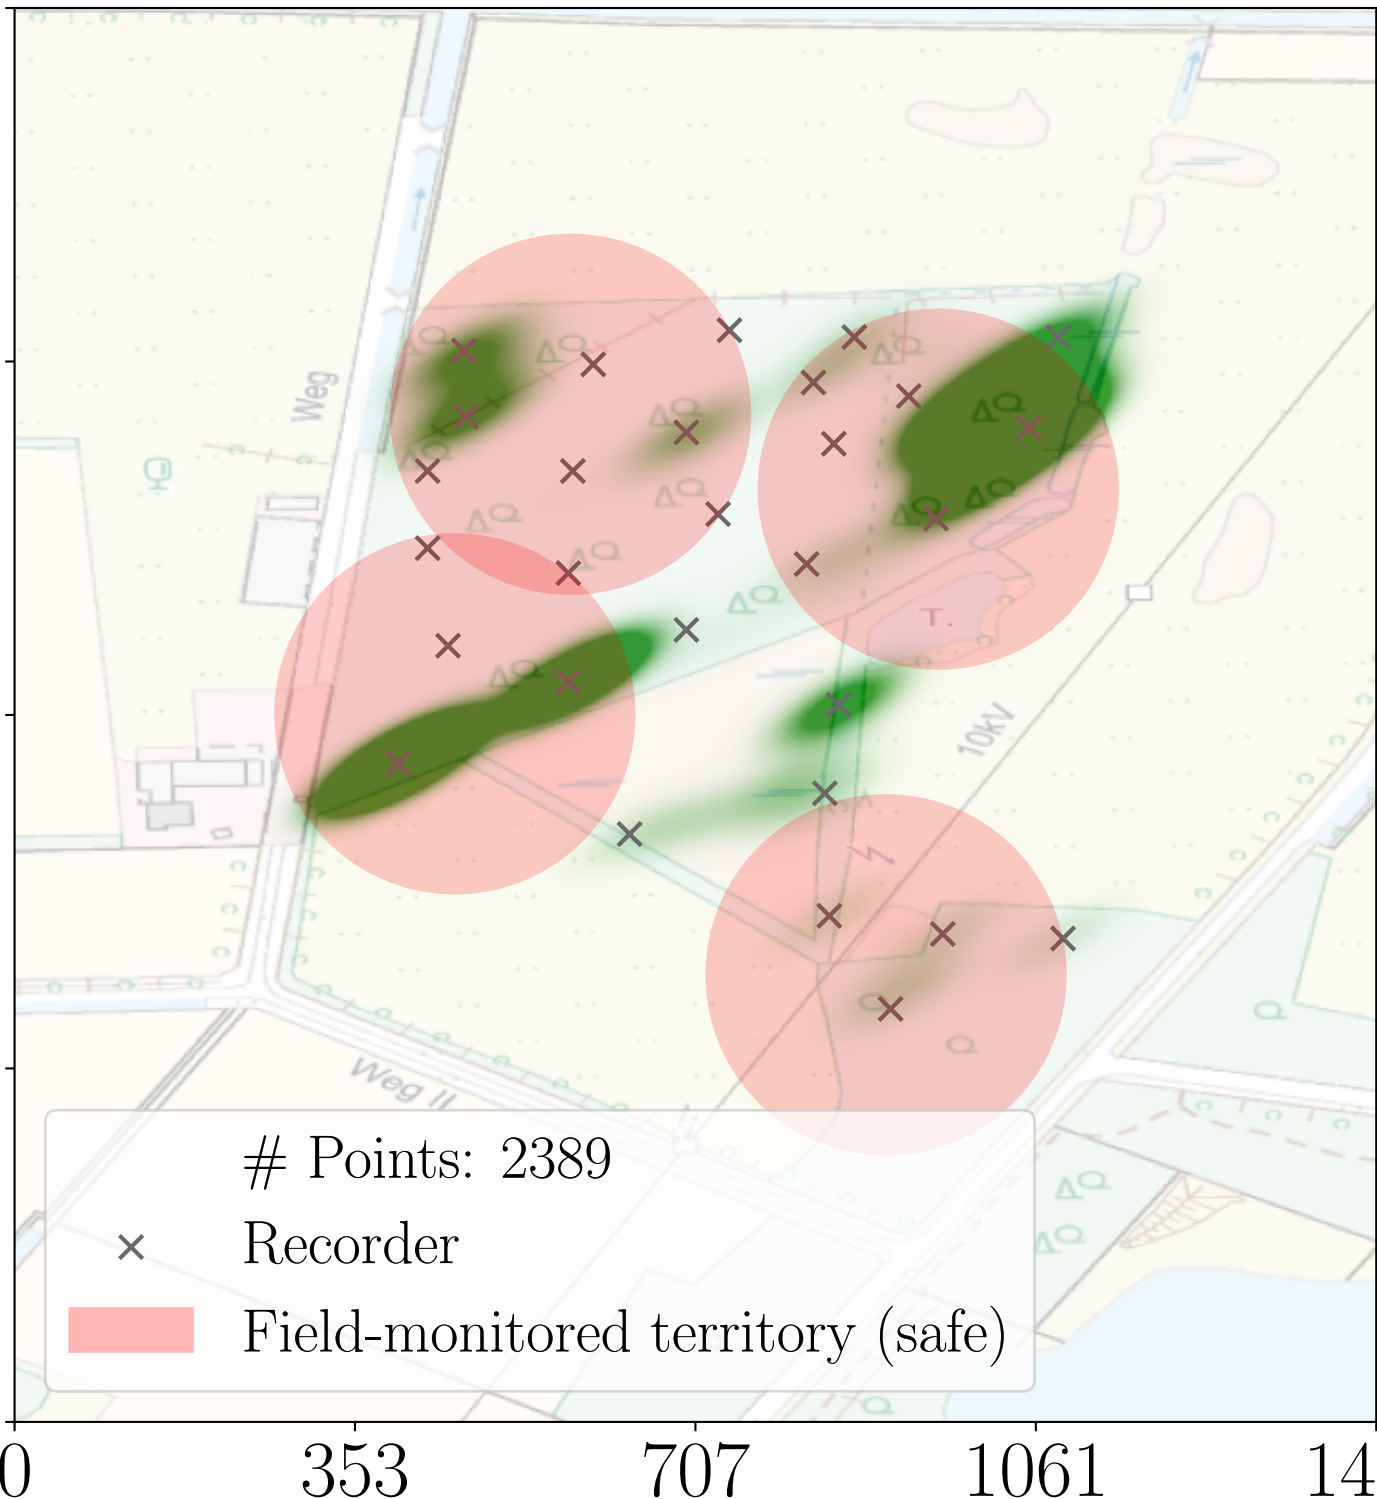 Weg
T.
10kV
Weg II
# Points: 2389
Recorder
Field-monitored territory (safe)
0 353 707 1061 14